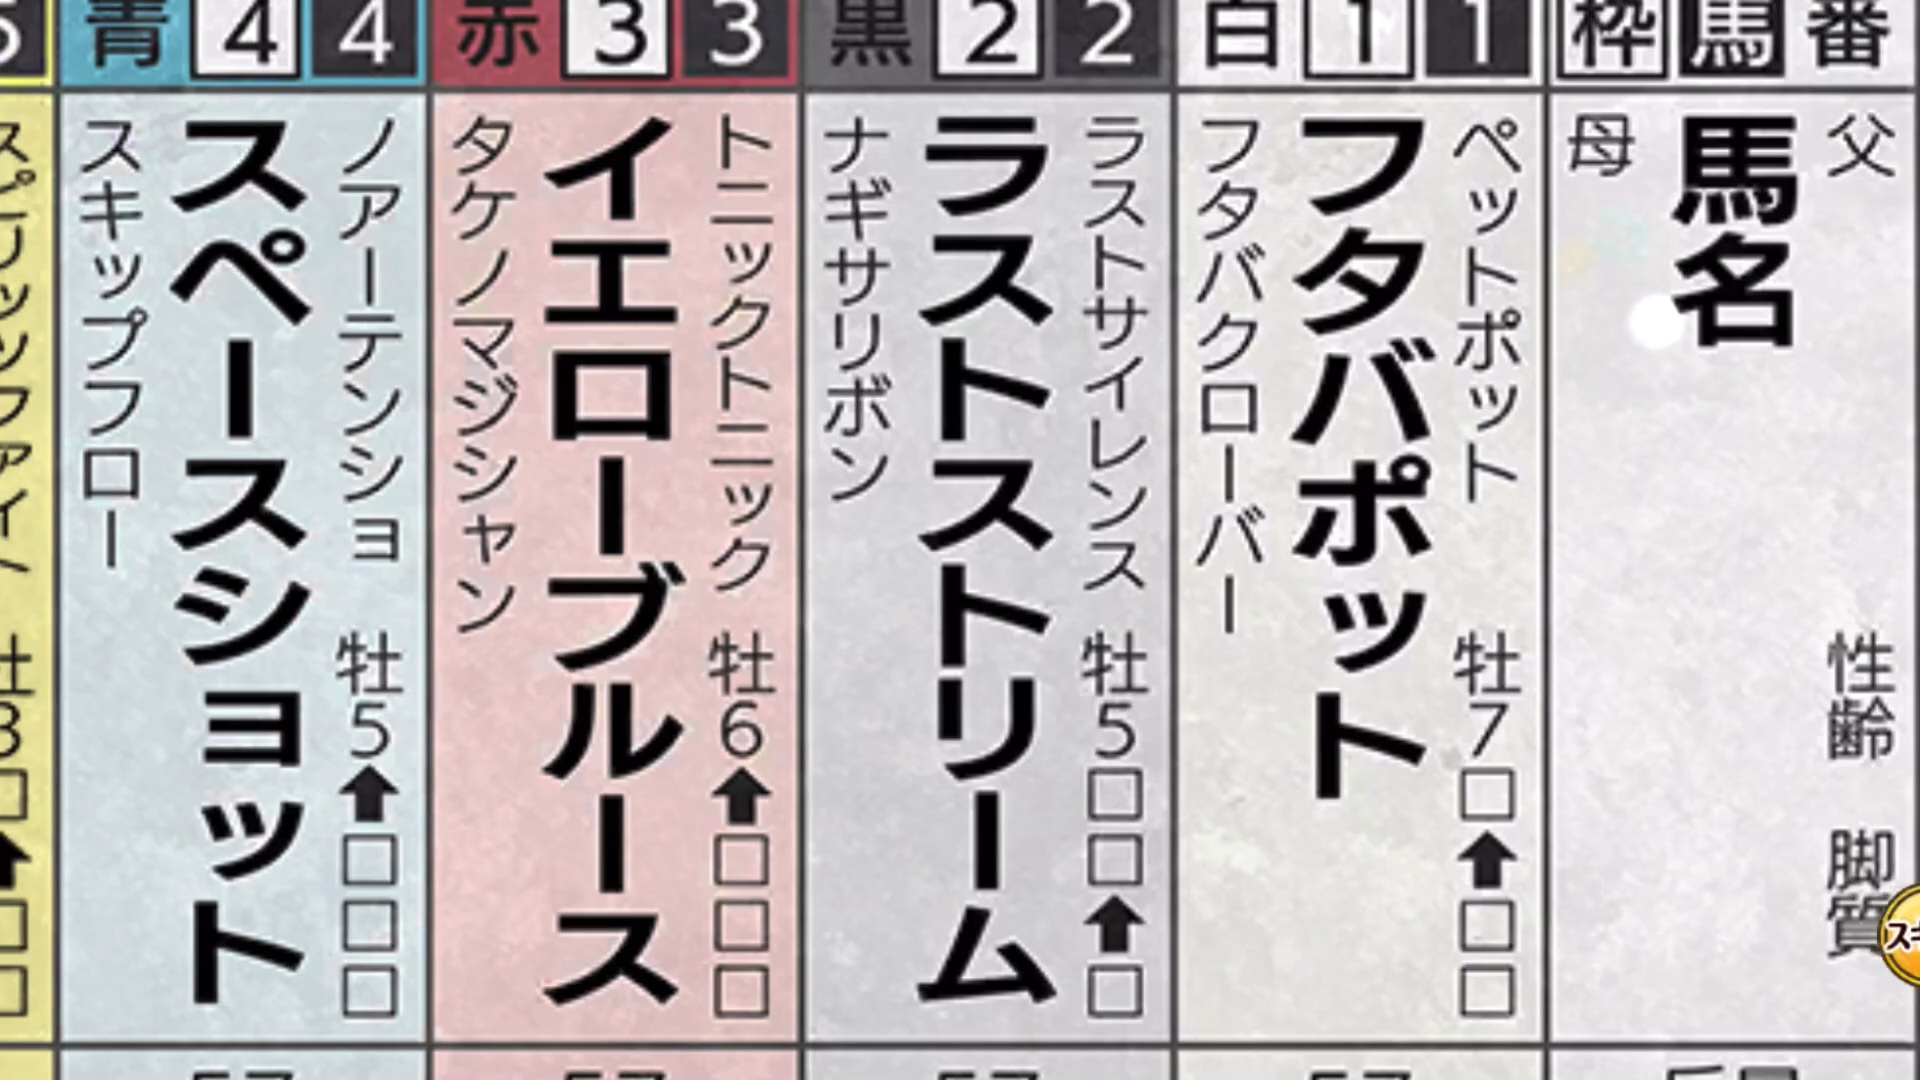 番 馬 枠
父 性齢 脚質
馬名
母
1 1 白
ペットポット 牡7
フタバポット
フタバクローバー
2 2 黒
ラストサイレンス 牡5
ラストストリーム
ナギサリボン
3 3 赤
トニックトニック 牡6
イエローブルース
タケノマジシャン
4 4 青
ノアーテンション 牡5
スペースショット
スキップフロー